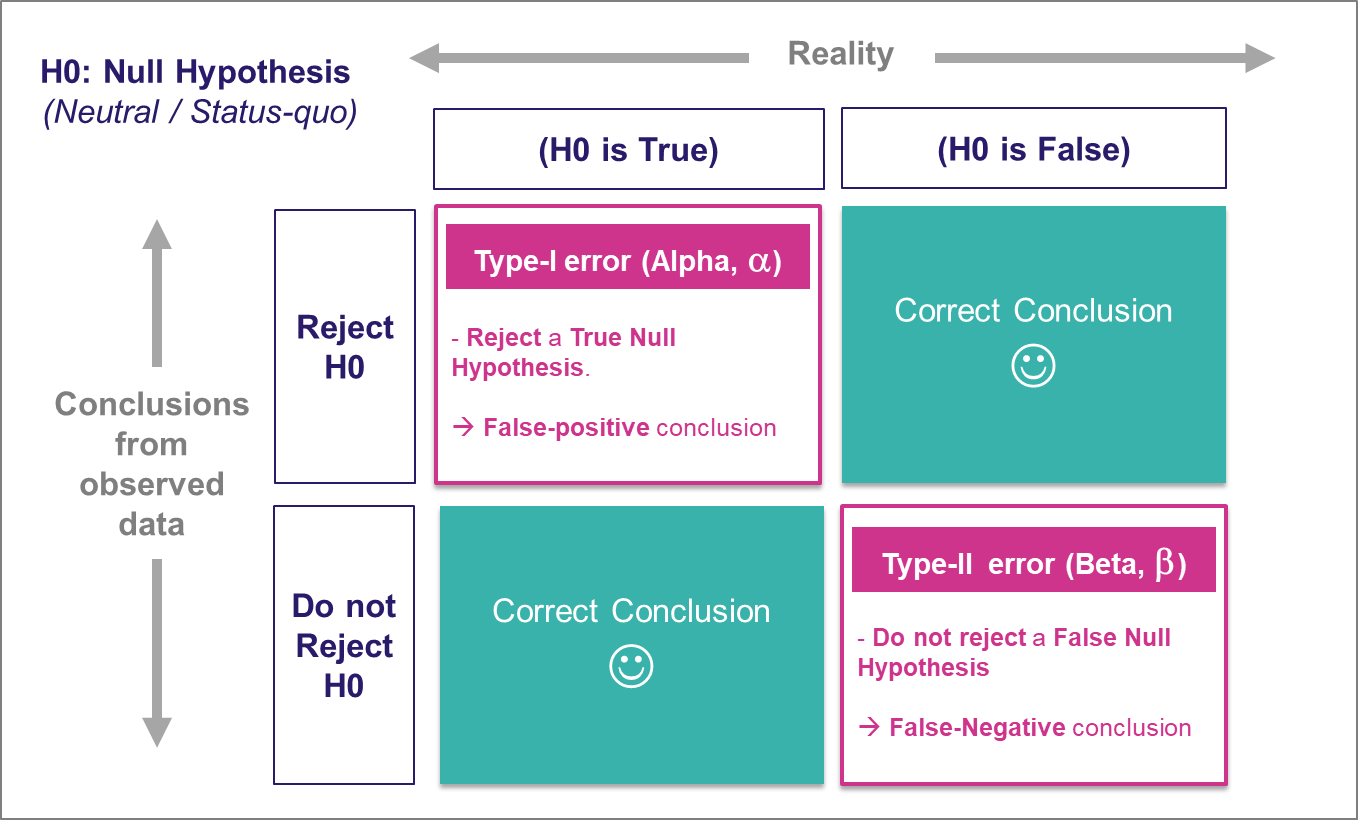 H0: Null Hypothesis
(Neutral / Status-quo)
Reality
(H0 is True)
(H0 is False)
Conclusions
from
observed
data
Reject
H0
Type-I error (Alpha, α)
- Reject a True Null
Hypothesis.
→ False-positive conclusion
Correct Conclusion
Do not
Reject
H0
Correct Conclusion
Type-II error (Beta, β)
- Do not reject a False Null
Hypothesis
→ False-Negative conclusion